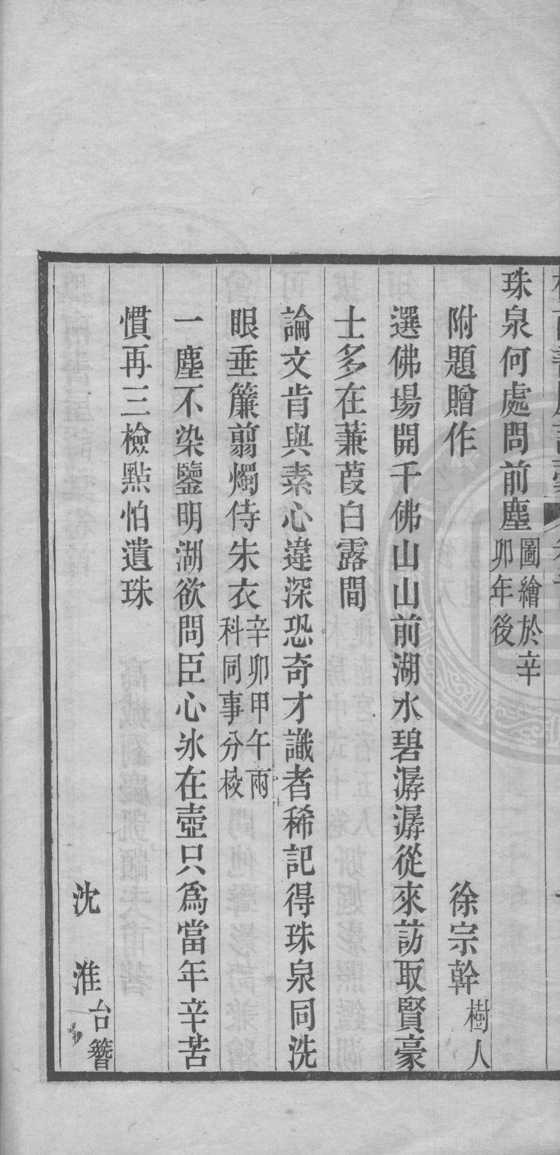 珠泉何處問前塵圖繪於辛
卯年後
附題贈作
徐宗幹樹人
選佛場開千佛山山前湖水碧潺潺從來訪取賢豪
士多在蒹葭白露間
論文肯與素心違深恐奇才識者稀記得珠泉同洗
眼垂簾翦燭侍朱衣辛卯甲午兩
科同事分校
一塵不染鑒明湖欲問臣心冰在壺只爲當年辛苦
慣再三檢點怕遺珠
沈淮台簪